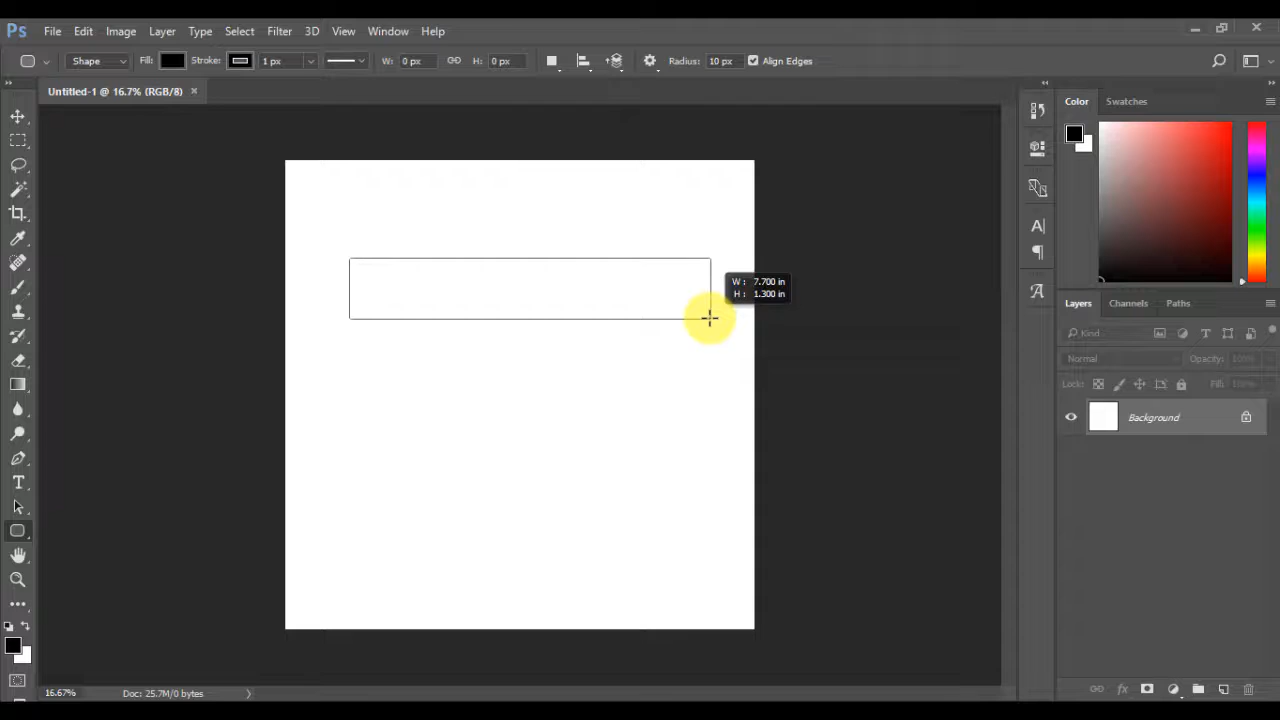 Ps File Edit Image Layer Type Select Filter 3D View Window Help
Shape Fill: Stroke: 1 px W: 0 px H: 0 px Radius: 10 px Align Edges
Untitled-1 @ 16.7% (RGB/8) ×
Color Swatches
W: 7.700 in
H: 1.300 in
Layers Channels Paths
Kind
Normal Opacity: 100%
Lock: Fill: 100%
Background
16.67% Doc: 25.7M/0 bytes